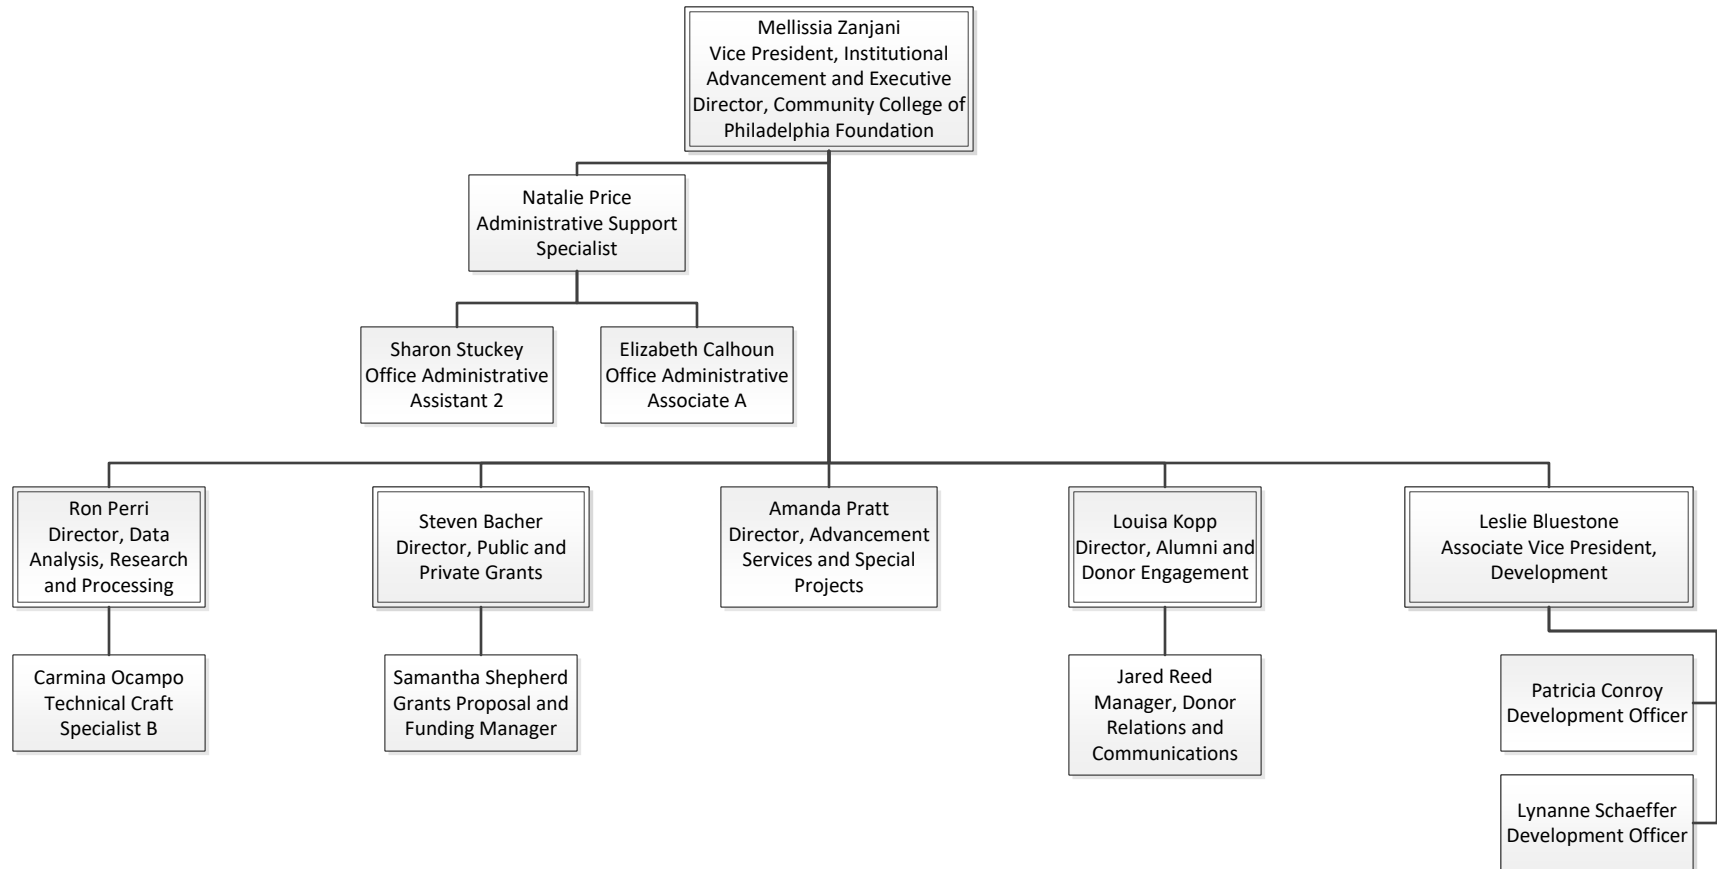 Mellissia Zanjani
Vice President, Institutional
Advancement and Executive
Director, Community College of
Philadelphia Foundation
Natalie Price
Administrative Support
Specialist
Sharon Stuckey
Office Administrative
Assistant 2
Elizabeth Calhoun
Office Administrative
Associate A
Ron Perri
Director, Data
Analysis, Research
and Processing
Steven Bacher
Director, Public and
Private Grants
Amanda Pratt
Director, Advancement
Services and Special
Projects
Louisa Kopp
Director, Alumni and
Donor Engagement
Leslie Bluestone
Associate Vice President,
Development
Carmina Ocampo
Technical Craft
Specialist B
Samantha Shepherd
Grants Proposal and
Funding Manager
Jared Reed
Manager, Donor
Relations and
Communications
Patricia Conroy
Development Officer
Lynanne Schaeffer
Development Officer